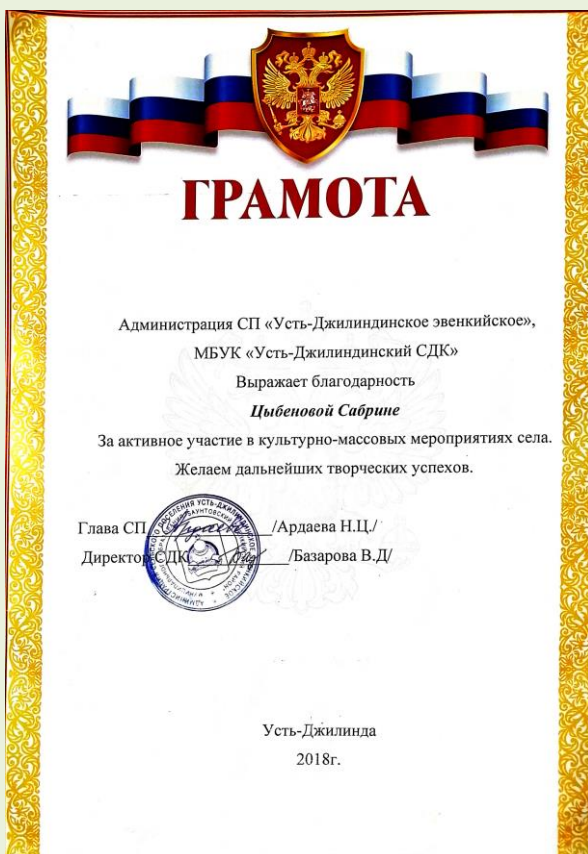 ГРАМОТА
Администрация СП «Усть-Джилиндинское эвенкийское»,
МБУК «Усть-Джилиндинский СДК»
Выражает благодарность
Цыбеновой Сабрине
За активное участие в культурно-массовых мероприятиях села.
Желаем дальнейших творческих успехов.
Глава СП /Ардаева Н.Ц./
Директор СДК /Базарова В.Д/
Усть-Джилинда
2018г.